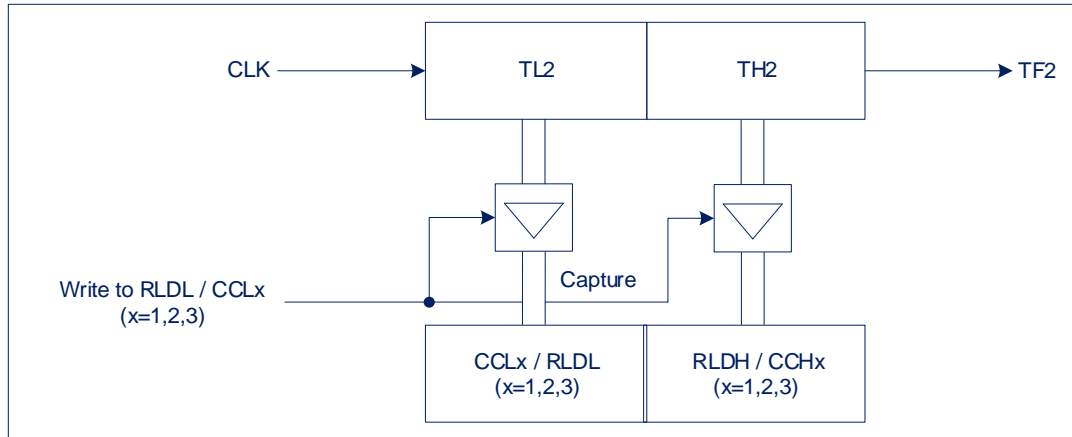 CLK
TL2
TH2
TF2
Capture
Write to RLDL / CCLx
(x=1,2,3)
CCLx / RLDL
(x=1,2,3)
RLDH / CCHx
(x=1,2,3)